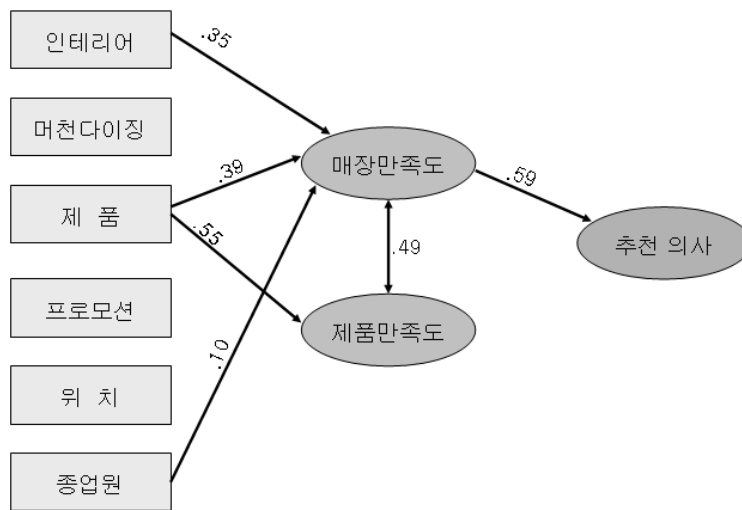 인테리어
.35
머천다이징
매장만족도
.39
.59
제 품
추천 의사
.55
.49
프로모션
제품만족도
.10
위 치
종업원